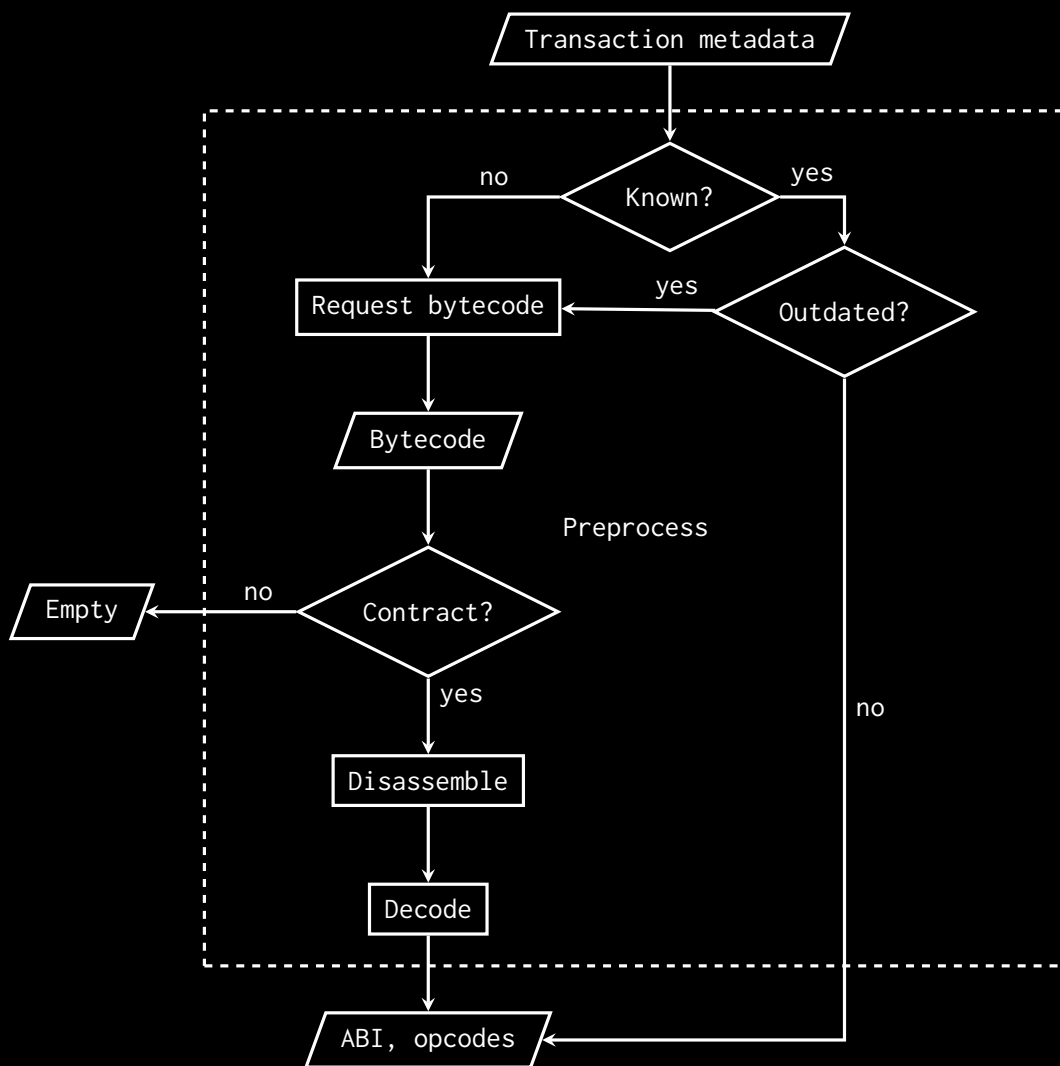 Transaction metadata
no
yes
Known?
Request bytecode
yes
Outdated?
Bytecode
Preprocess
Empty
no
Contract?
yes
no
Disassemble
Decode
ABI, opcodes